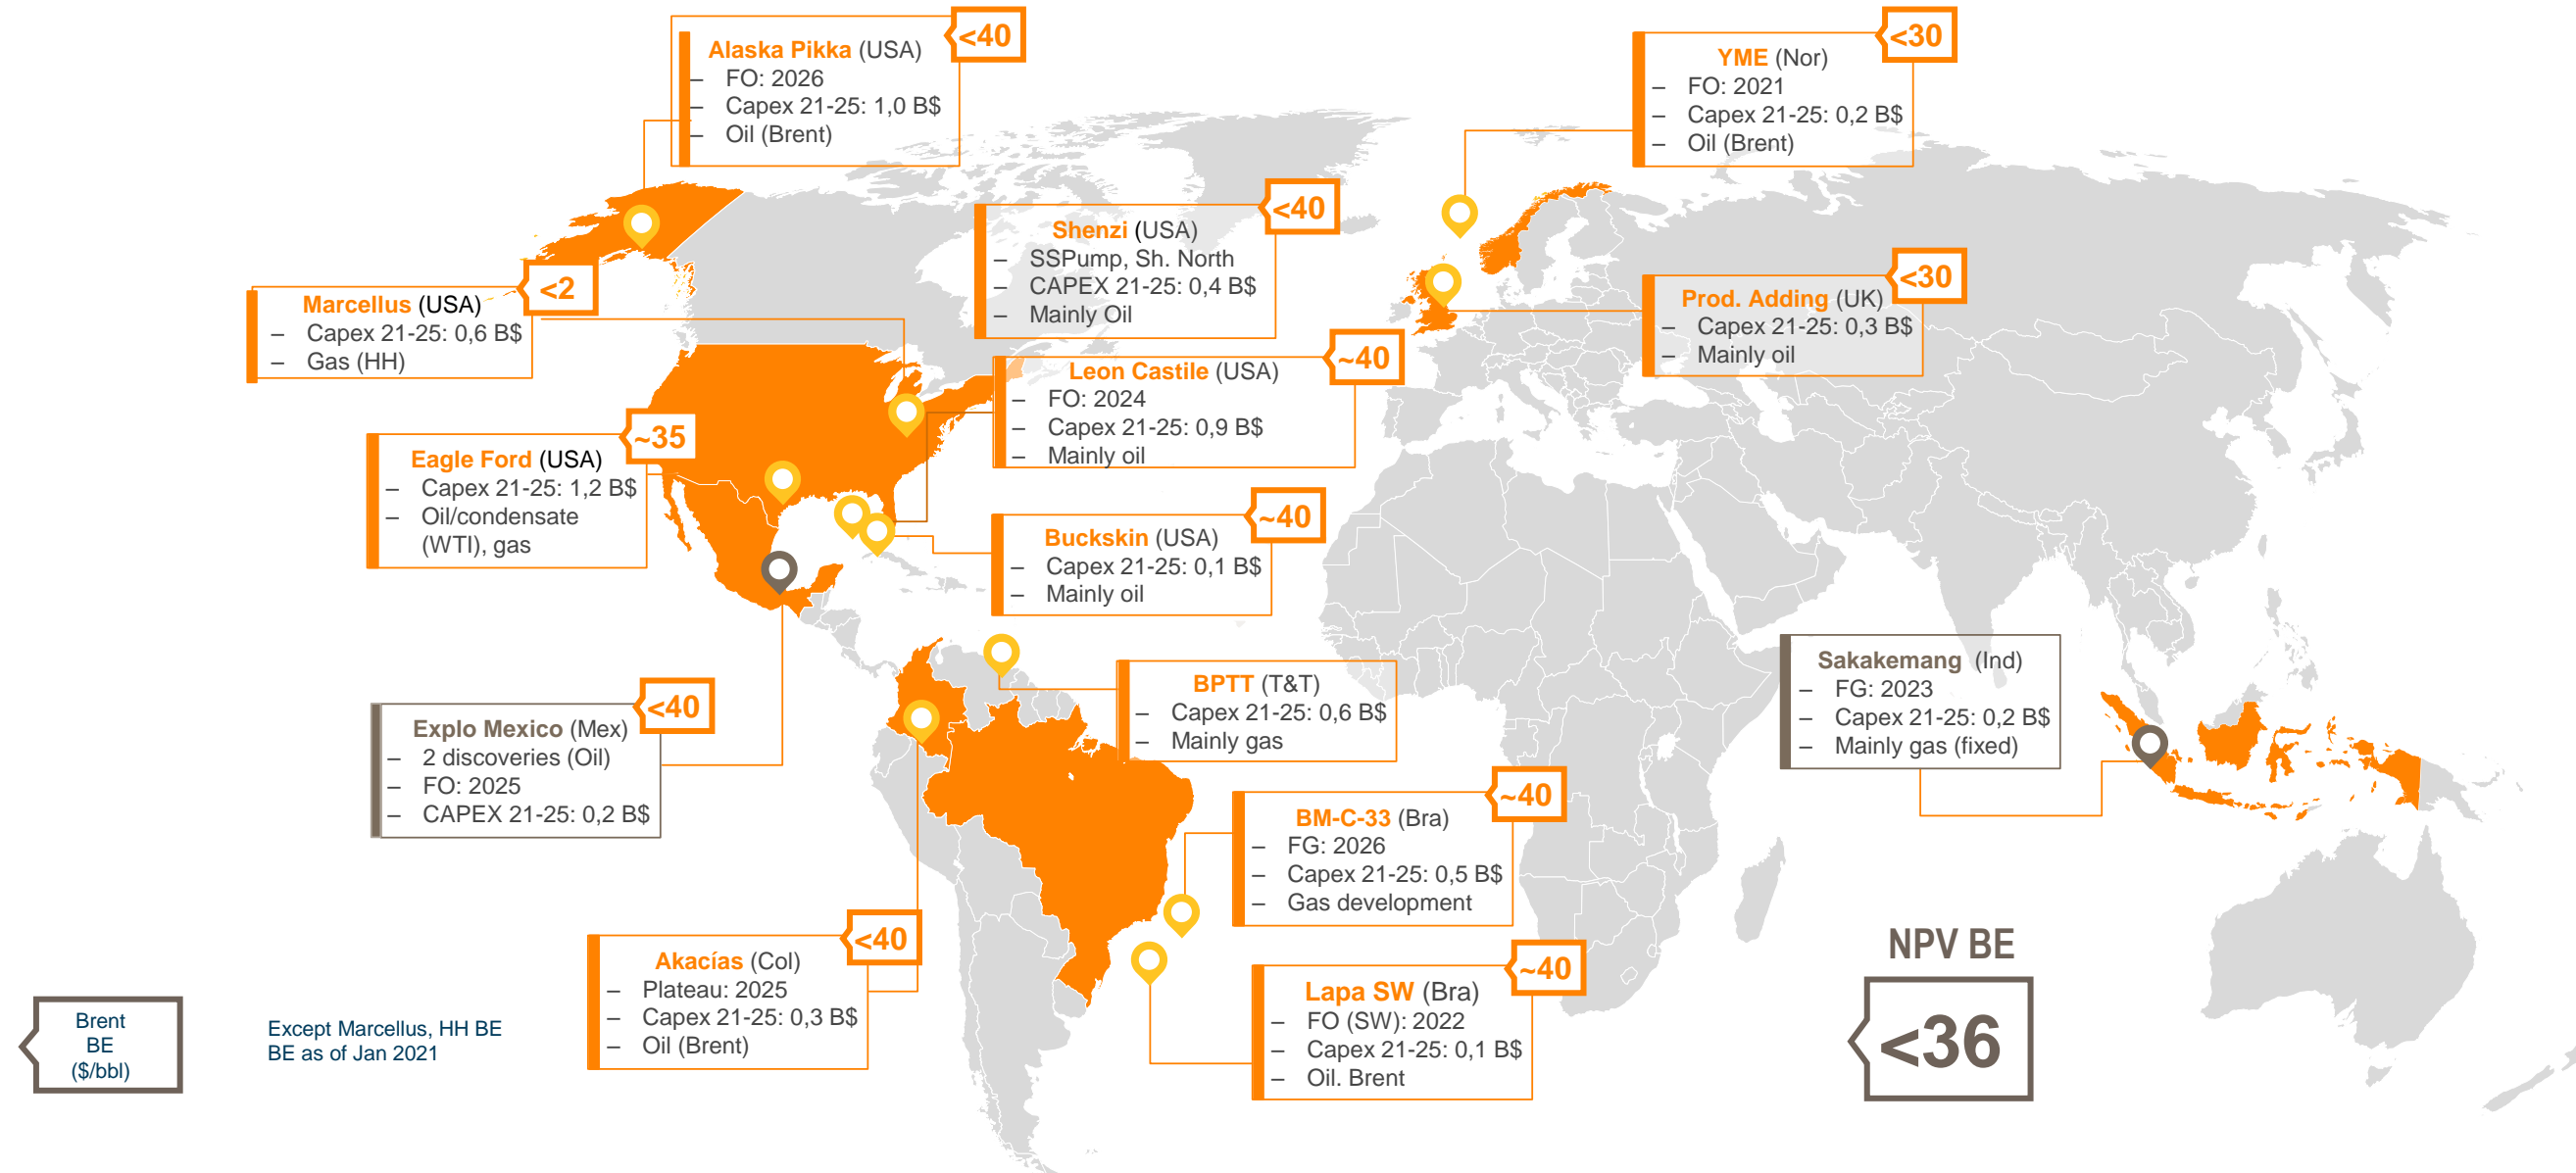 Alaska Pikka (USA)
– FO: 2026
– Capex 21-25: 1,0 B$
– Oil (Brent)
<40
YME (Nor)
– FO: 2021
– Capex 21-25: 0,2 B$
– Oil (Brent)
<30
Shenzi (USA)
– SSPump, Sh. North
– CAPEX 21-25: 0,4 B$
– Mainly Oil
<40
Marcellus (USA)
– Capex 21-25: 0,6 B$
– Gas (HH)
<2
Prod. Adding (UK)
– Capex 21-25: 0,3 B$
– Mainly oil
<30
Leon Castile (USA)
– FO: 2024
– Capex 21-25: 0,9 B$
– Mainly oil
~40
Eagle Ford (USA)
– Capex 21-25: 1,2 B$
– Oil/condensate
(WTI), gas
~35
Buckskin (USA)
– Capex 21-25: 0,1 B$
– Mainly oil
~40
BPTT (T&T)
– Capex 21-25: 0,6 B$
– Mainly gas
Sakakemang (Ind)
– FG: 2023
– Capex 21-25: 0,2 B$
– Mainly gas (fixed)
Explo Mexico (Mex)
– 2 discoveries (Oil)
– FO: 2025
– CAPEX 21-25: 0,2 B$
<40
BM-C-33 (Bra)
– FG: 2026
– Capex 21-25: 0,5 B$
– Gas development
~40
Akacías (Col)
– Plateau: 2025
– Capex 21-25: 0,3 B$
– Oil (Brent)
<40
Lapa SW (Bra)
– FO (SW): 2022
– Capex 21-25: 0,1 B$
– Oil. Brent
~40
NPV BE
<36
Brent
BE
($/bbl)
Except Marcellus, HH BE
BE as of Jan 2021